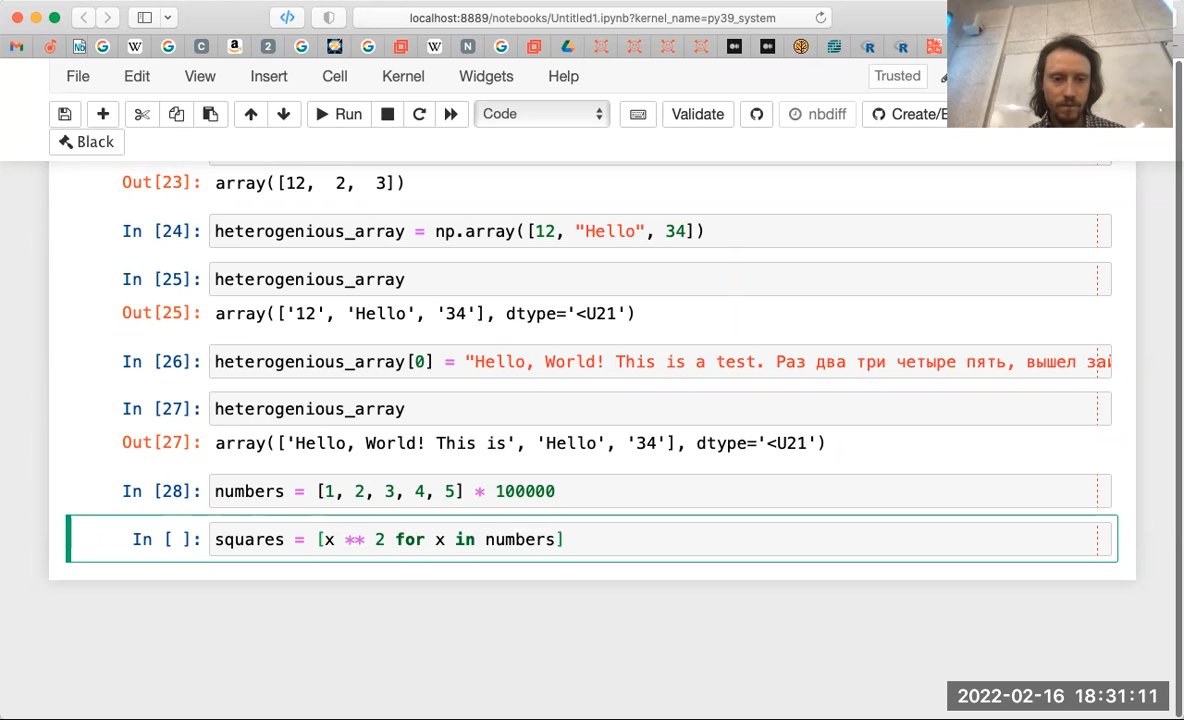 localhost:8889/notebooks/Untitled1.ipynb?kernel_name=py39_system
File Edit View Insert Cell Kernel Widgets Help Trusted
Run Code Validate nbdiff Create/E
Black
Out[23]: array([12, 2, 3])
In [24]: heterogenious_array = np.array([12, "Hello", 34])
In [25]: heterogenious_array
Out[25]: array(['12', 'Hello', '34'], dtype='<U21')
In [26]: heterogenious_array[0] = "Hello, World! This is a test. Раз два три четыре пять, вышел зай
In [27]: heterogenious_array
Out[27]: array(['Hello, World! This is', 'Hello', '34'], dtype='<U21')
In [28]: numbers = [1, 2, 3, 4, 5] * 100000
In [ ]: squares = [x ** 2 for x in numbers]
2022-02-16 18:31:11